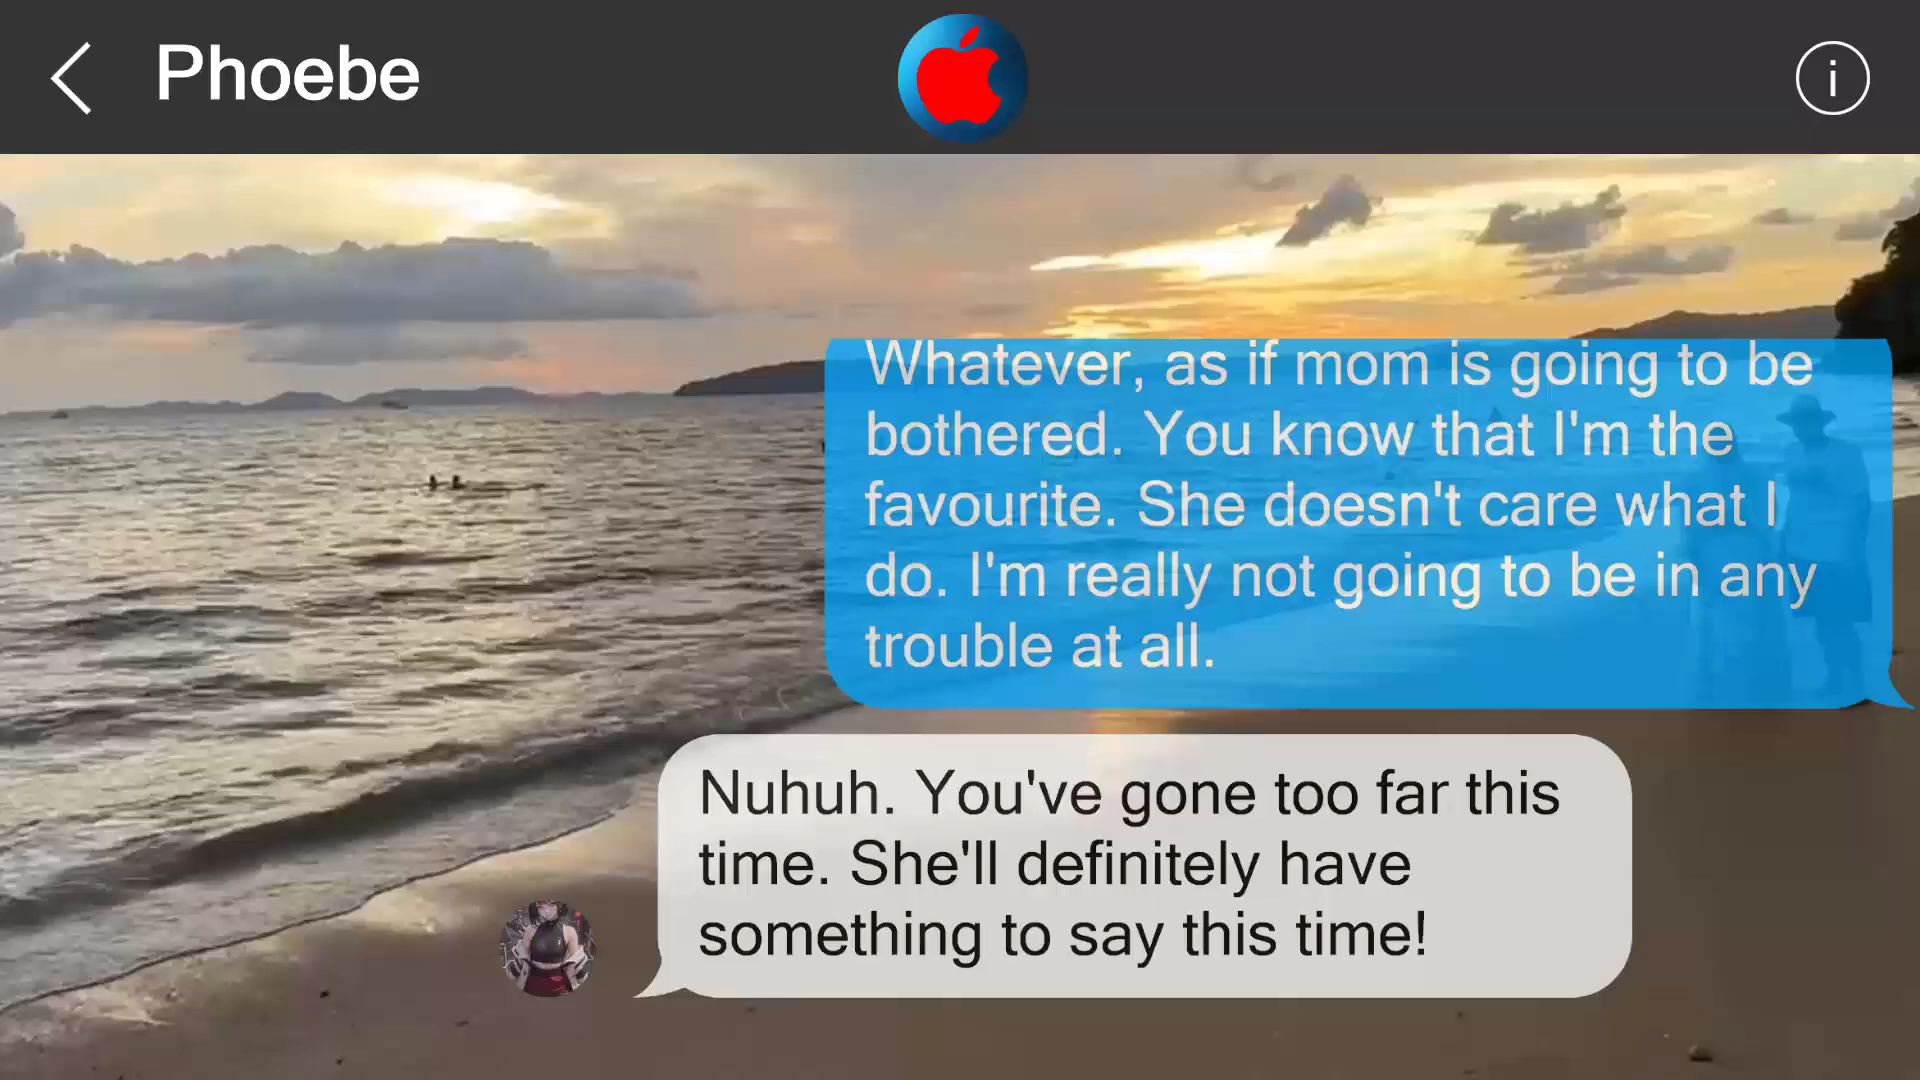 Phoebe
i
Whatever, as if mom is going to be
bothered. You know that I'm the
favourite. She doesn't care what I
do. I'm really not going to be in any
trouble at all.
Nuhuh. You've gone too far this
time. She'll definitely have
something to say this time!